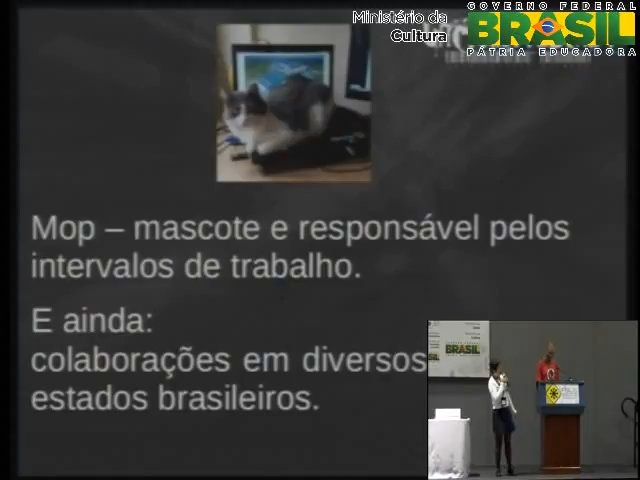 Ministério da
Cultura
GOVERNO FEDERAL
BRASIL
PÁTRIA EDUCADORA
Mop – mascote e responsável pelos
intervalos de trabalho.
E ainda:
colaborações em diversos
estados brasileiros.
BRASIL